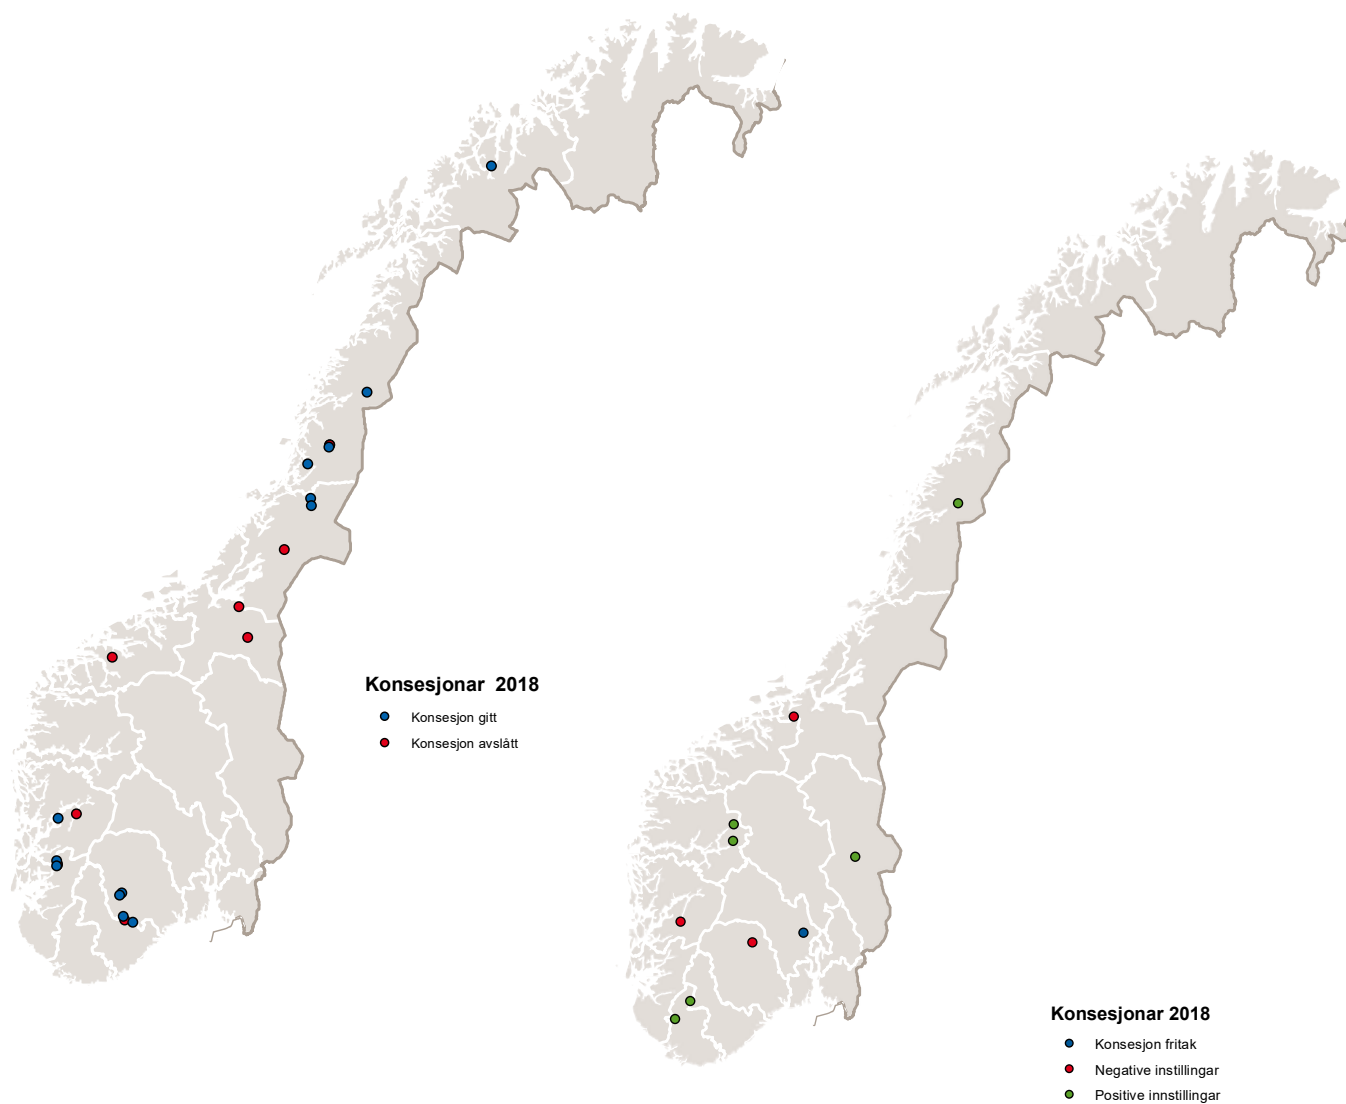 Konsesjonar 2018
Konsesjon gitt
Konsesjon avslått
Konsesjonar 2018
Konsesjon fritak
Negative instillingar
Positive innstillingar